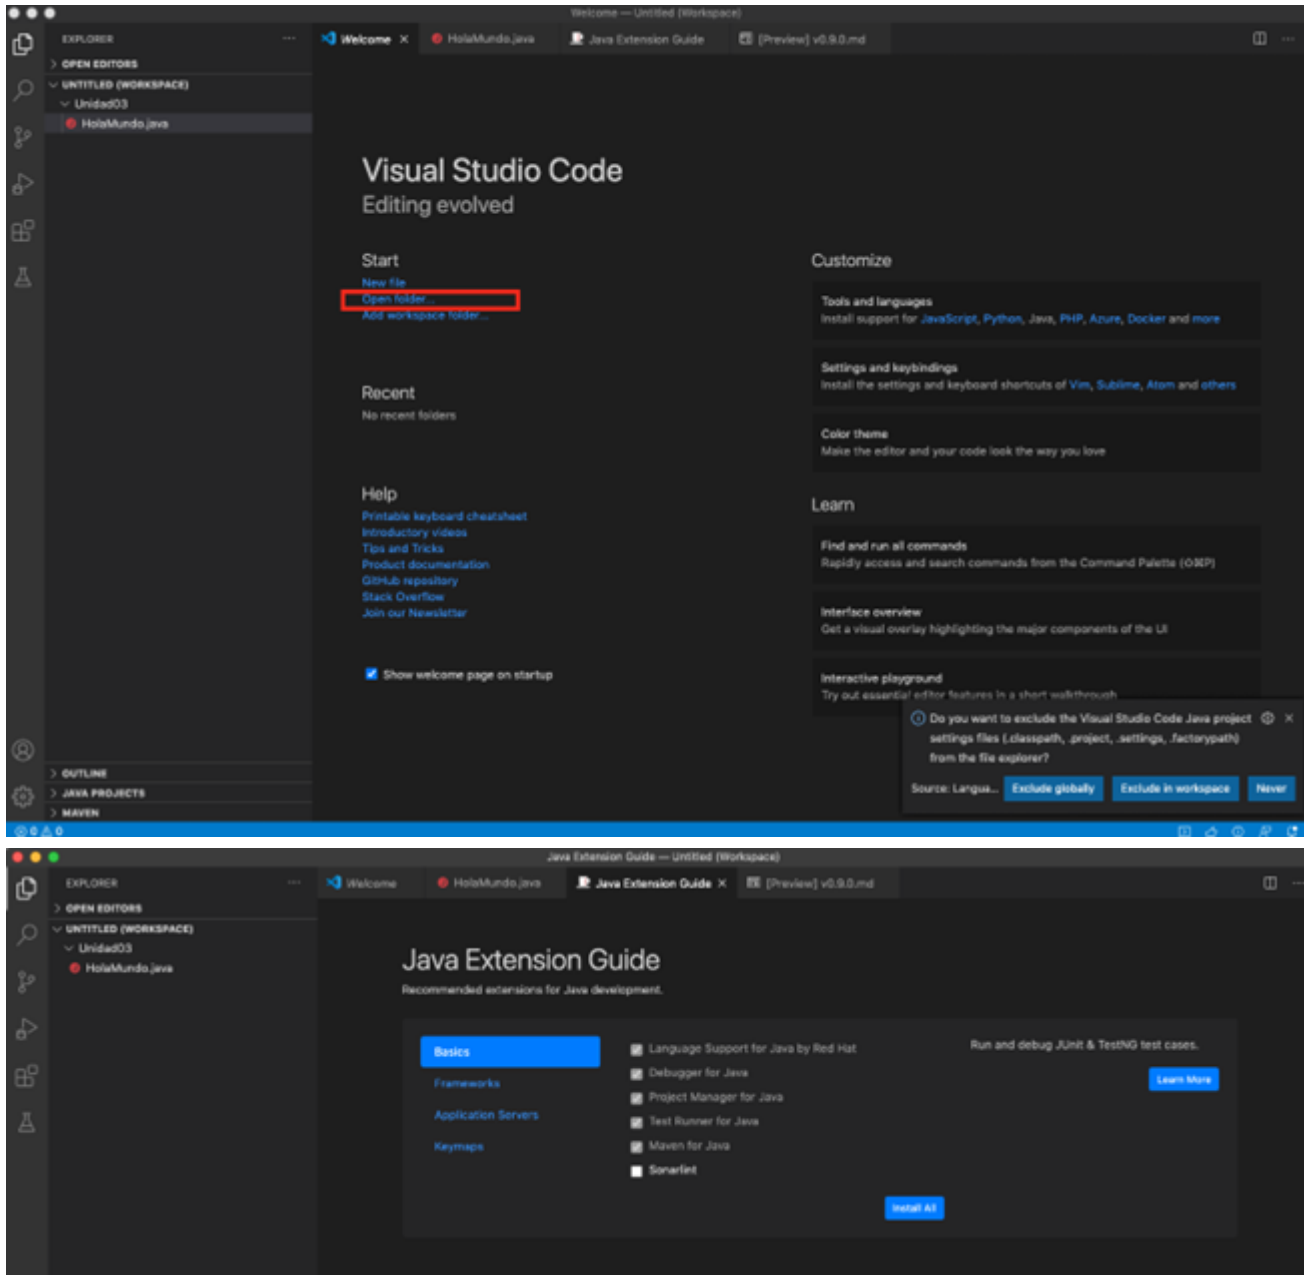 Welcome — Untitled (Workspace)
EXPLORER
Welcome
HolaMundo.java
Java Extension Guide
[Preview] v0.9.0.md
OPEN EDITORS
UNTITLED (WORKSPACE)
Unidad03
HolaMundo.java
Visual Studio Code
Editing evolved
Start
New file
Open folder...
Add workspace folder...
Recent
No recent folders
Help
Printable keyboard cheatsheet
Introductory videos
Tips and Tricks
Product documentation
GitHub repository
Stack Overflow
Join our Newsletter
Show welcome page on startup
Customize
Tools and languages
Install support for JavaScript, Python, Java, PHP, Azure, Docker and more
Settings and keybindings
Install the settings and keyboard shortcuts of Vim, Sublime, Atom and others
Color theme
Make the editor and your code look the way you love
Learn
Find and run all commands
Rapidly access and search commands from the Command Palette (⇧⌘P)
Interface overview
Get a visual overlay highlighting the major components of the UI
Interactive playground
Try out essential editor features in a short walkthrough
Do you want to exclude the Visual Studio Code Java project
settings files (.classpath, .project, .settings, .factorypath)
from the file explorer?
Source: Langua...
Exclude globally
Exclude in workspace
Never
OUTLINE
JAVA PROJECTS
MAVEN
0 0
Java Extension Guide — Untitled (Workspace)
EXPLORER
Welcome
HolaMundo.java
Java Extension Guide
[Preview] v0.9.0.md
OPEN EDITORS
UNTITLED (WORKSPACE)
Unidad03
HolaMundo.java
Java Extension Guide
Recommended extensions for Java development.
Basics
Frameworks
Application Servers
Keymaps
Language Support for Java by Red Hat
Debugger for Java
Project Manager for Java
Test Runner for Java
Maven for Java
Sonarlint
Run and debug JUnit & TestNG test cases.
Learn More
Install All